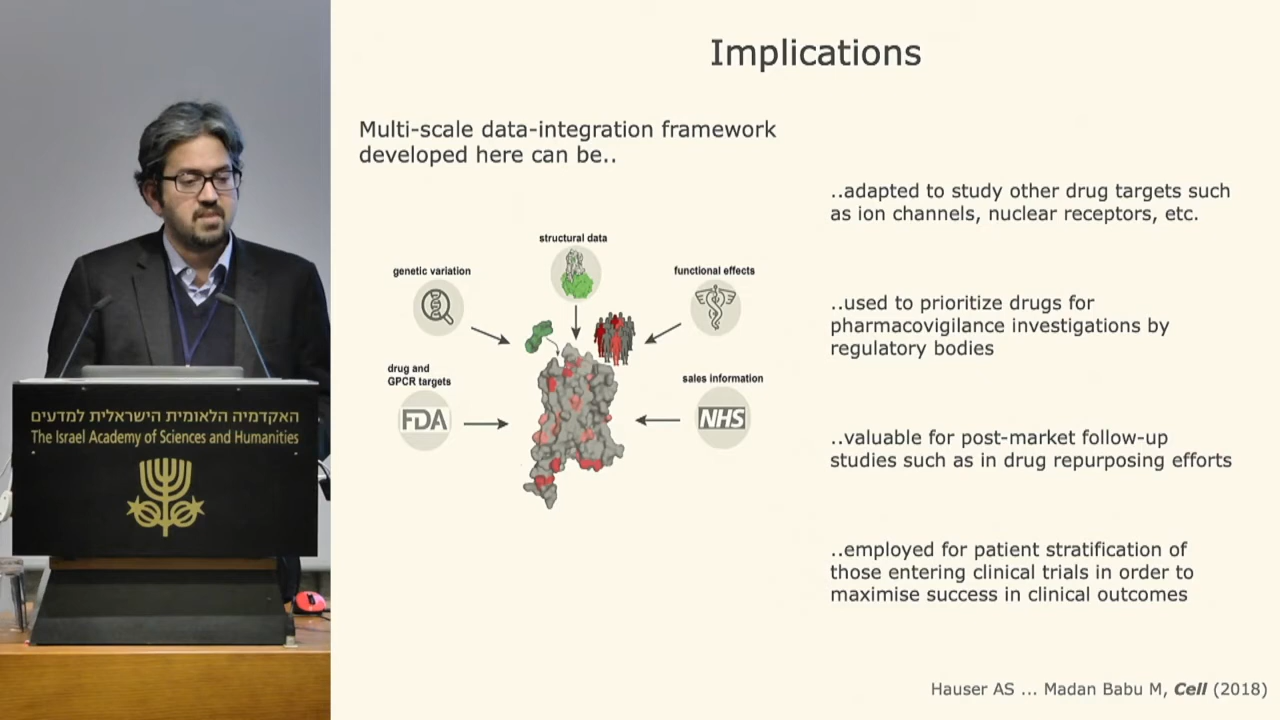 Implications
Multi-scale data-integration framework
developed here can be..
structural data
genetic variation
functional effects
drug and
GPCR targets
FDA
sales information
NHS
..adapted to study other drug targets such
as ion channels, nuclear receptors, etc.
..used to prioritize drugs for
pharmacovigilance investigations by
regulatory bodies
..valuable for post-market follow-up
studies such as in drug repurposing efforts
..employed for patient stratification of
those entering clinical trials in order to
maximise success in clinical outcomes
Hauser AS ... Madan Babu M, Cell (2018)
האקדמיה הלאומית הישראלית למדעים
The Israel Academy of Sciences and Humanities